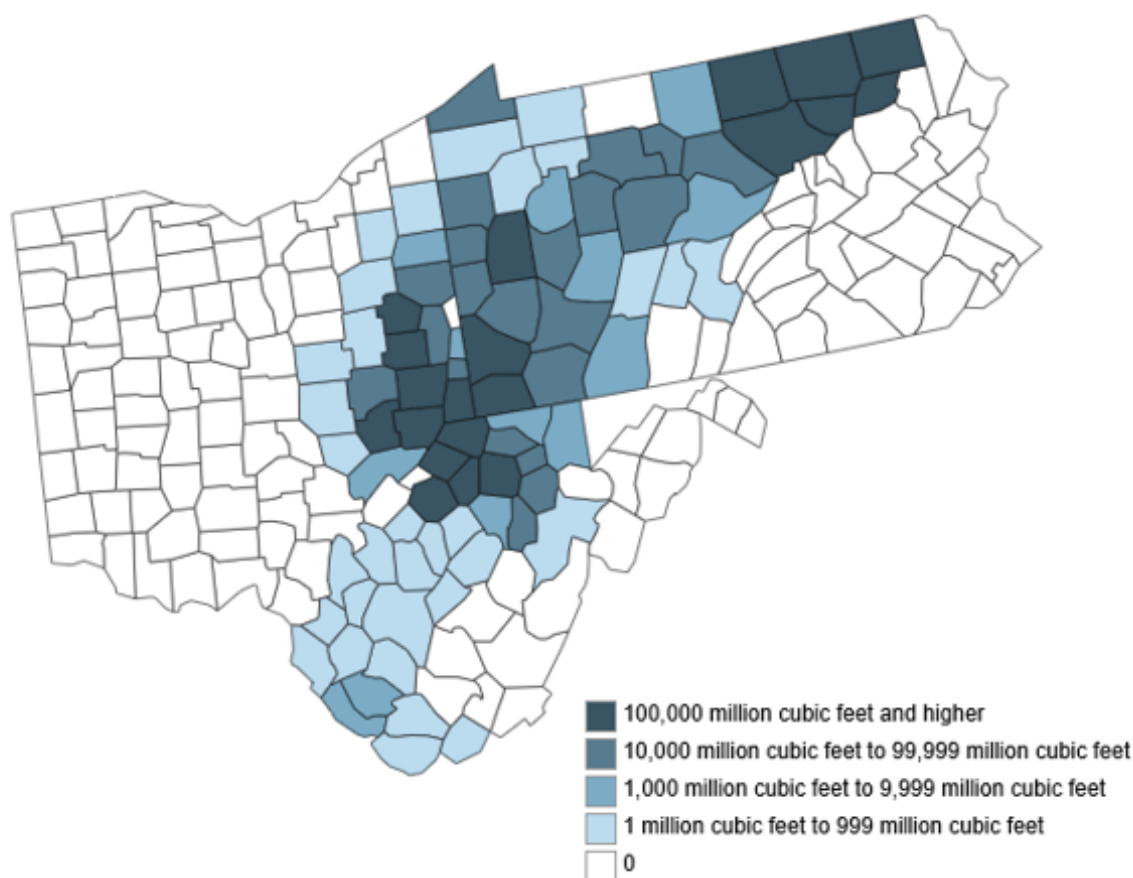 100,000 million cubic feet and higher
10,000 million cubic feet to 99,999 million cubic feet
1,000 million cubic feet to 9,999 million cubic feet
1 million cubic feet to 999 million cubic feet
0